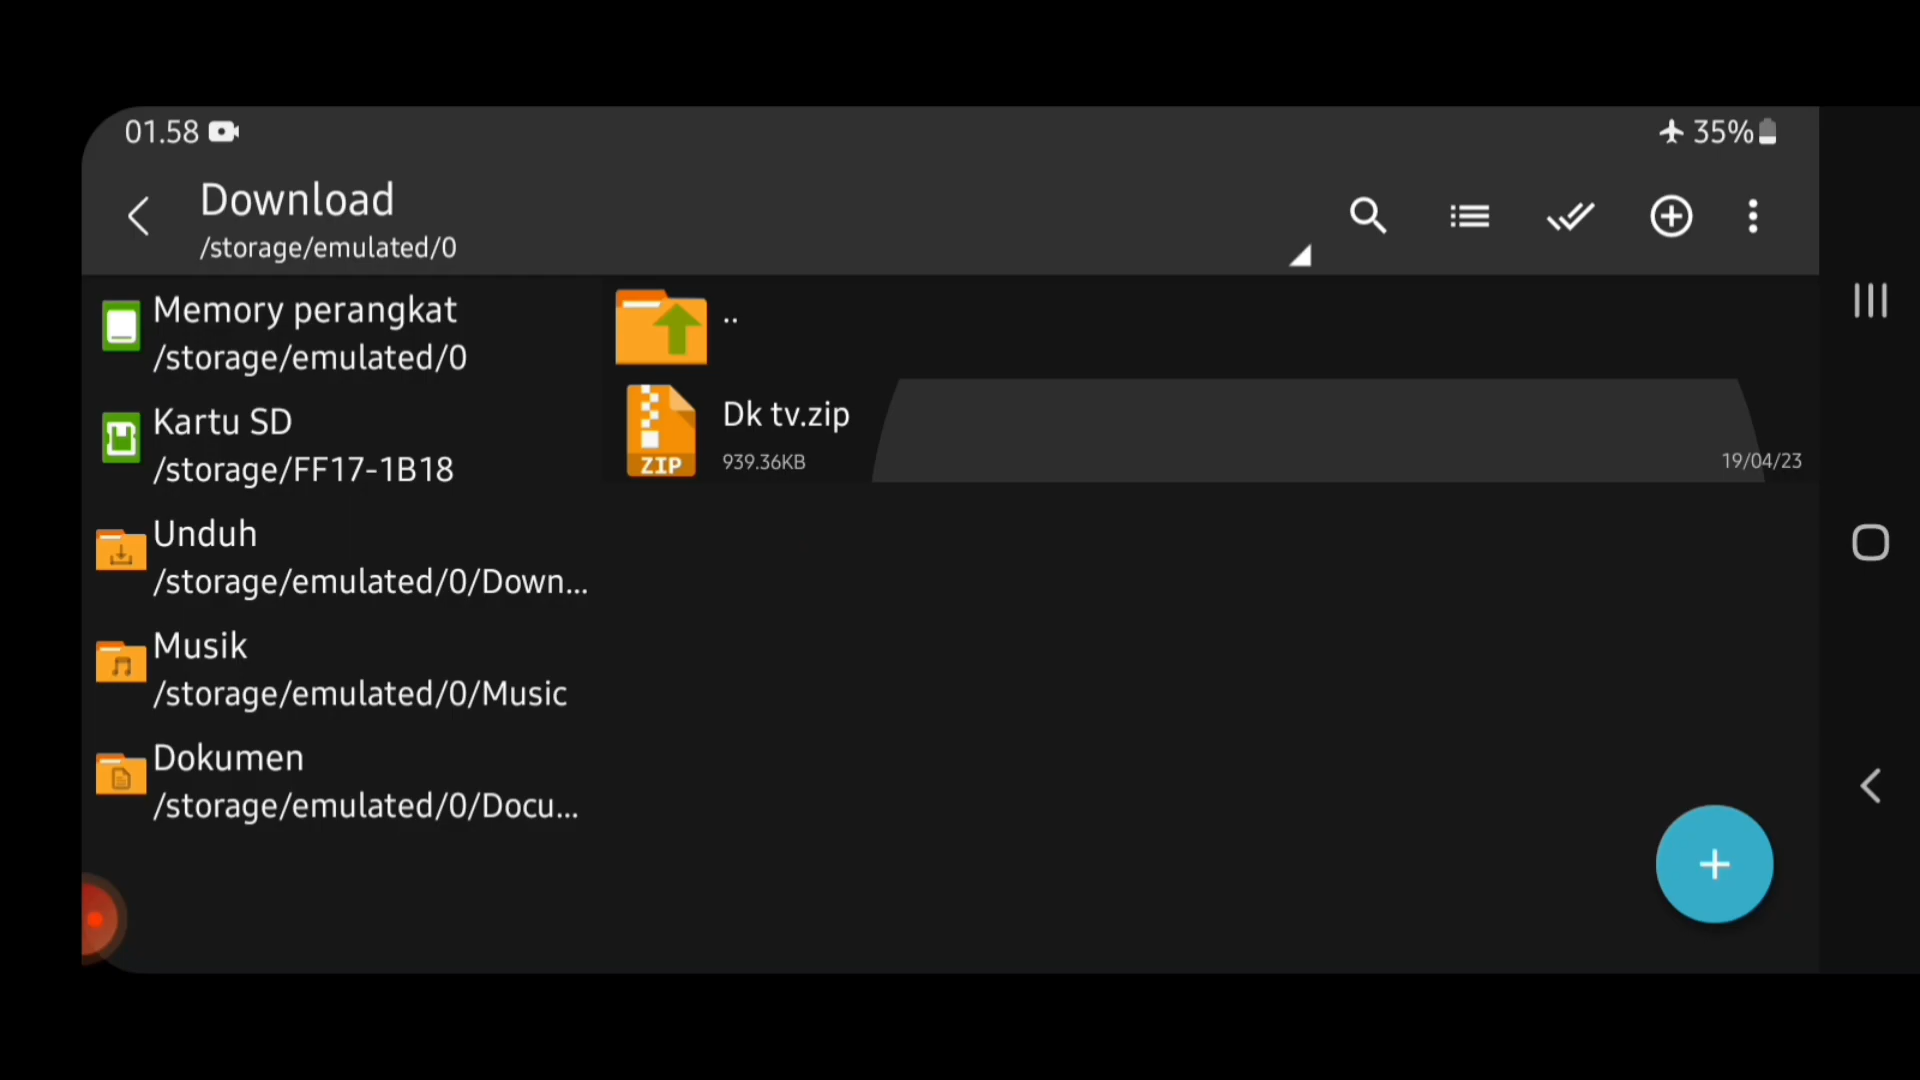 01.58
35%
Download
/storage/emulated/0
Memory perangkat
/storage/emulated/0
Kartu SD
/storage/FF17-1B18
Unduh
/storage/emulated/0/Down...
Musik
/storage/emulated/0/Music
Dokumen
/storage/emulated/0/Docu...
..
ZIP
Dk tv.zip
939.36KB
19/04/23